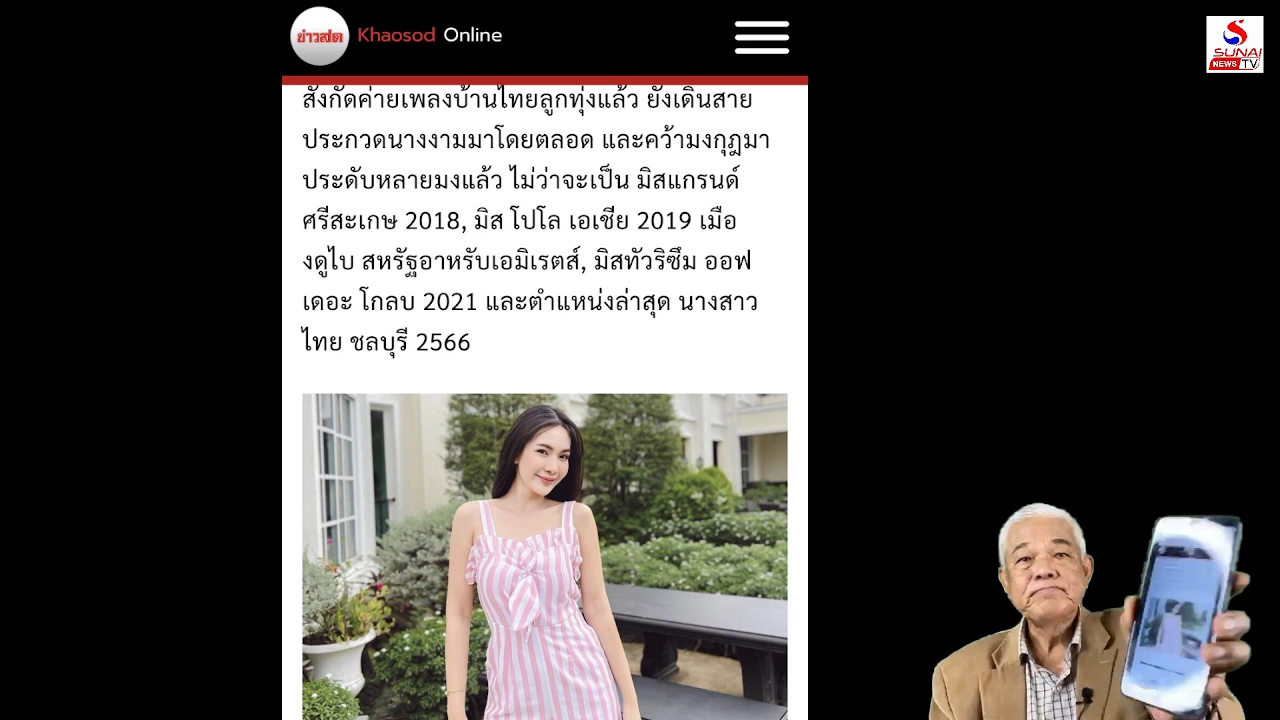 ข่าวสด Khaosod Online
SUNAI
NEWS TV
สังกัดค่ายเพลงบ้านไทยลูกทุ่งแล้ว ยังเดินสาย
ประกวดนางงามมาโดยตลอด และคว้ามงกุฎมา
ประดับหลายมงแล้ว ไม่ว่าจะเป็น มิสแกรนด์
ศรีสะเกษ 2018, มิส โปโล เอเชีย 2019 เมือ
งดูไบ สหรัฐอาหรับเอมิเรตส์, มิสทัวริซึม ออฟ
เดอะ โกลบ 2021 และตำแหน่งล่าสุด นางสาว
ไทย ชลบุรี 2566